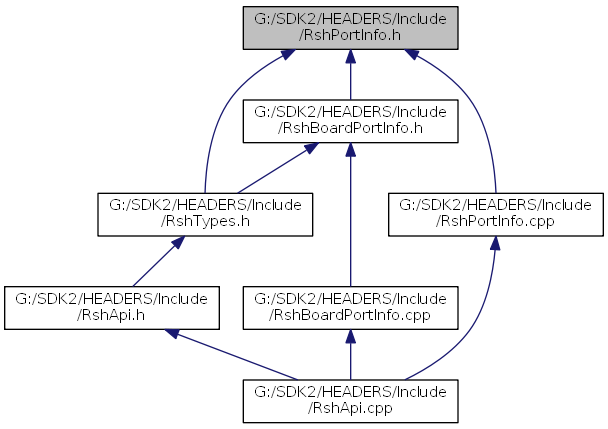 G:/SDK2/HEADERS/Include
/RshPortInfo.h
G:/SDK2/HEADERS/Include
/RshBoardPortInfo.h
G:/SDK2/HEADERS/Include
/RshTypes.h
G:/SDK2/HEADERS/Include
/RshPortInfo.cpp
G:/SDK2/HEADERS/Include
/RshApi.h
G:/SDK2/HEADERS/Include
/RshBoardPortInfo.cpp
G:/SDK2/HEADERS/Include
/RshApi.cpp